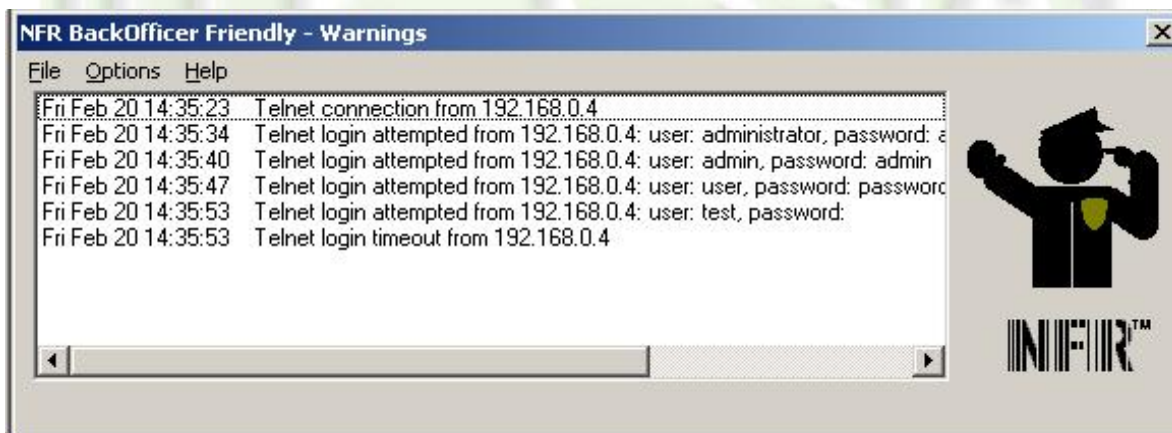 NFR BackOfficer Friendly - Warnings
File Options Help
Fri Feb 20 14:35:23 Telnet connection from 192.168.0.4
Fri Feb 20 14:35:34 Telnet login attempted from 192.168.0.4: user: administrator, password:
Fri Feb 20 14:35:40 Telnet login attempted from 192.168.0.4: user: admin, password: admin
Fri Feb 20 14:35:47 Telnet login attempted from 192.168.0.4: user: user, password: password
Fri Feb 20 14:35:53 Telnet login attempted from 192.168.0.4: user: test, password:
Fri Feb 20 14:35:53 Telnet login timeout from 192.168.0.4
NFR™